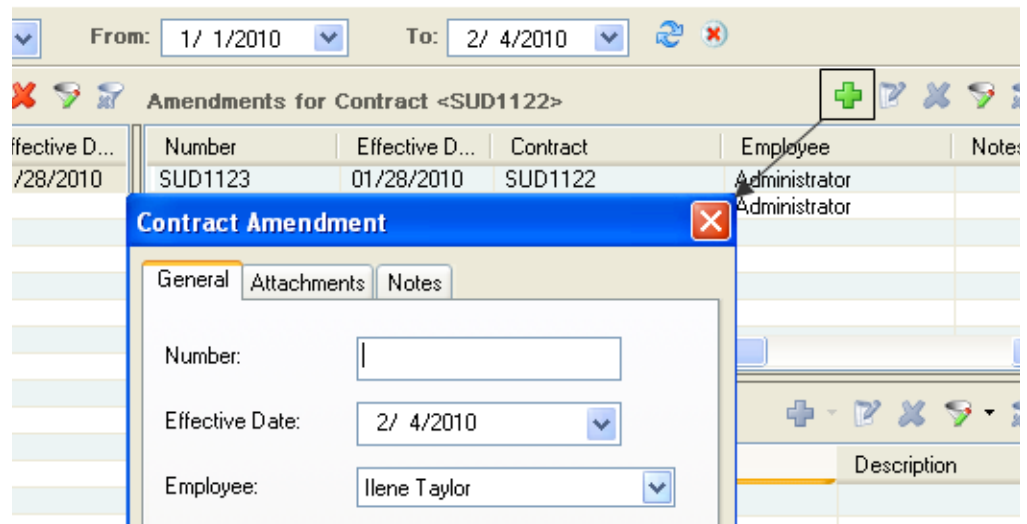 From: 1/ 1/2010 To: 2/ 4/2010
Amendments for Contract <SUD1122>
ffective D... Number Effective D... Contract Employee Notes
/28/2010 SUD1123 01/28/2010 SUD1122 Administrator
Administrator
Contract Amendment
General Attachments Notes
Number:
Effective Date: 2/ 4/2010
Employee: Ilene Taylor
Description